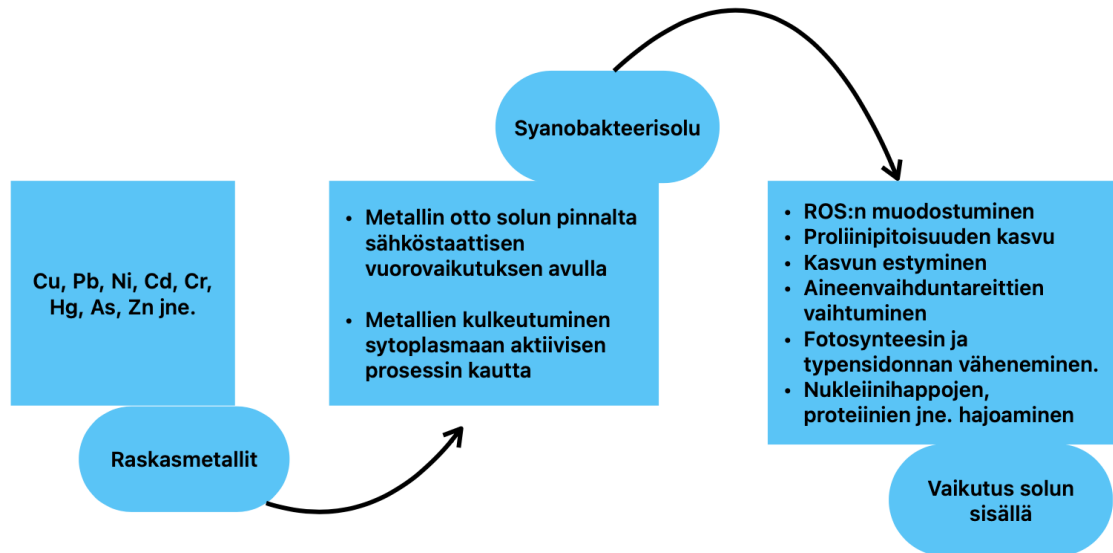 Cu, Pb, Ni, Cd, Cr,
Hg, As, Zn jne.
Raskasmetallit
Syanobakteerisolu
• Metallin otto solun pinnalta
sähköstaattisen
vuorovaikutuksen avulla
• Metallien kulkeutuminen
sytoplasmaan aktiivisen
prosessin kautta
• ROS:n muodostuminen
• Proliinipitoisuuden kasvu
• Kasvun estyminen
• Aineenvaihduntareittien
vaihtuminen
• Fotosynteesin ja
typensidonnan väheneminen.
• Nukleiinihappojen,
proteiinien jne. hajoaminen
Vaikutus solun
sisällä